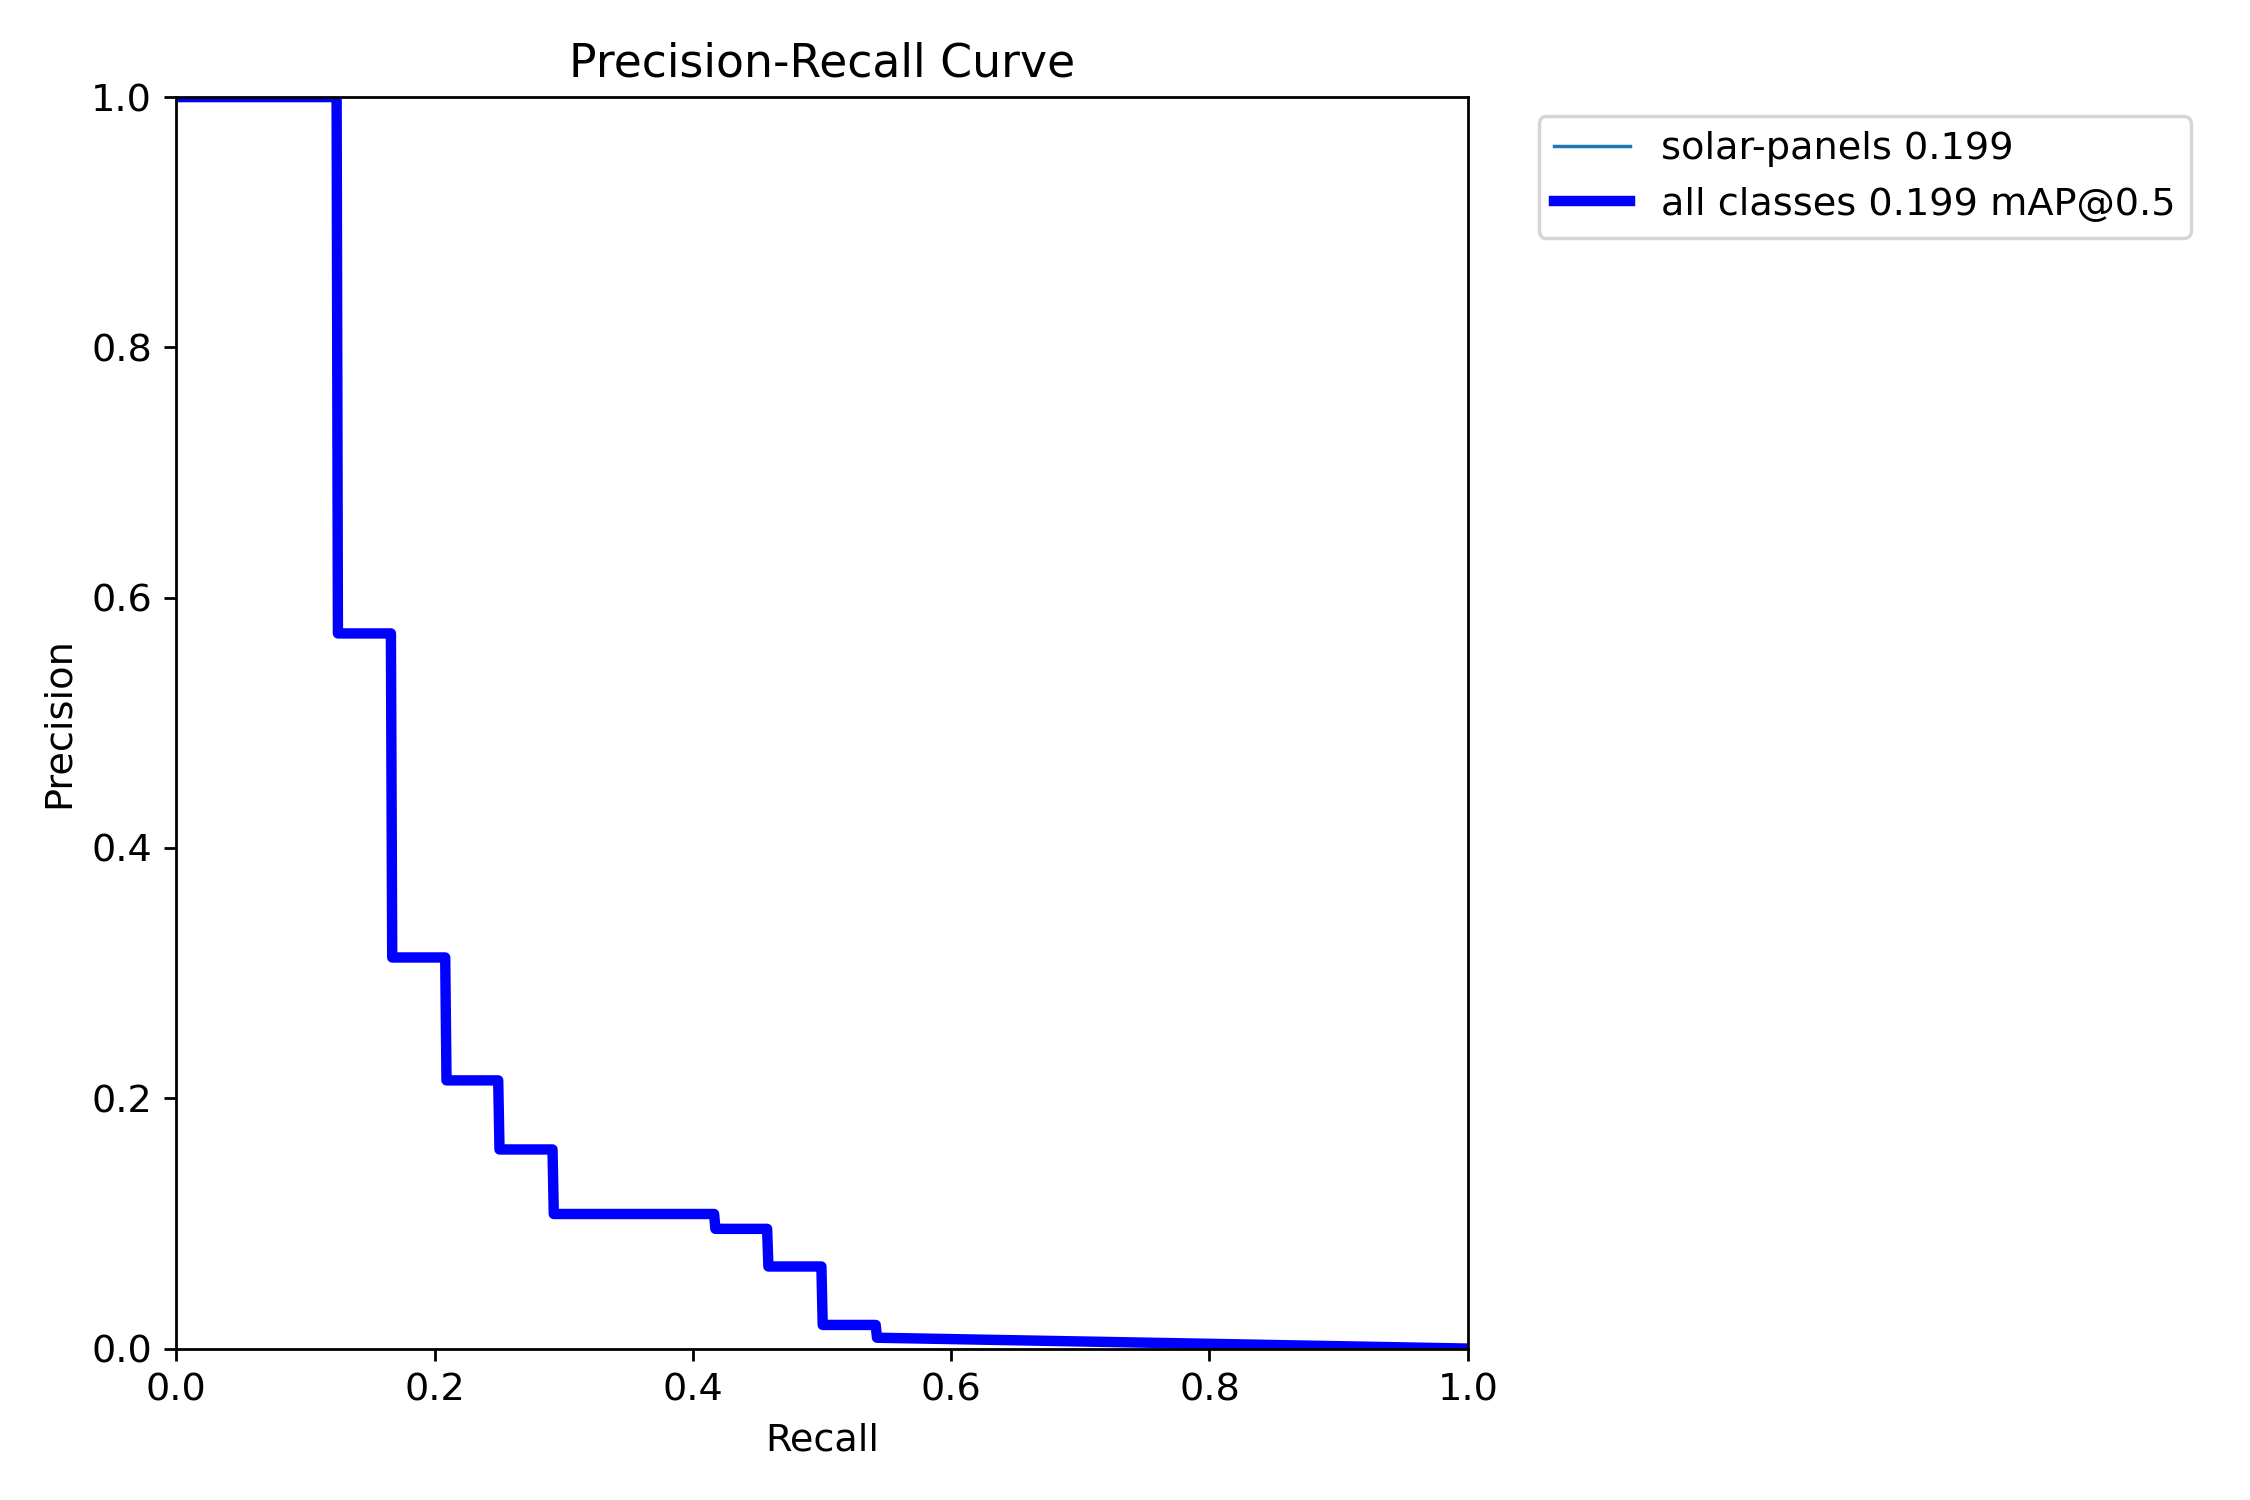 Precision-Recall Curve
1.0
0.8
0.6
0.4
0.2
0.0
Precision
0.0 0.2 0.4 0.6 0.8 1.0
Recall
solar-panels 0.199
all classes 0.199 mAP@0.5